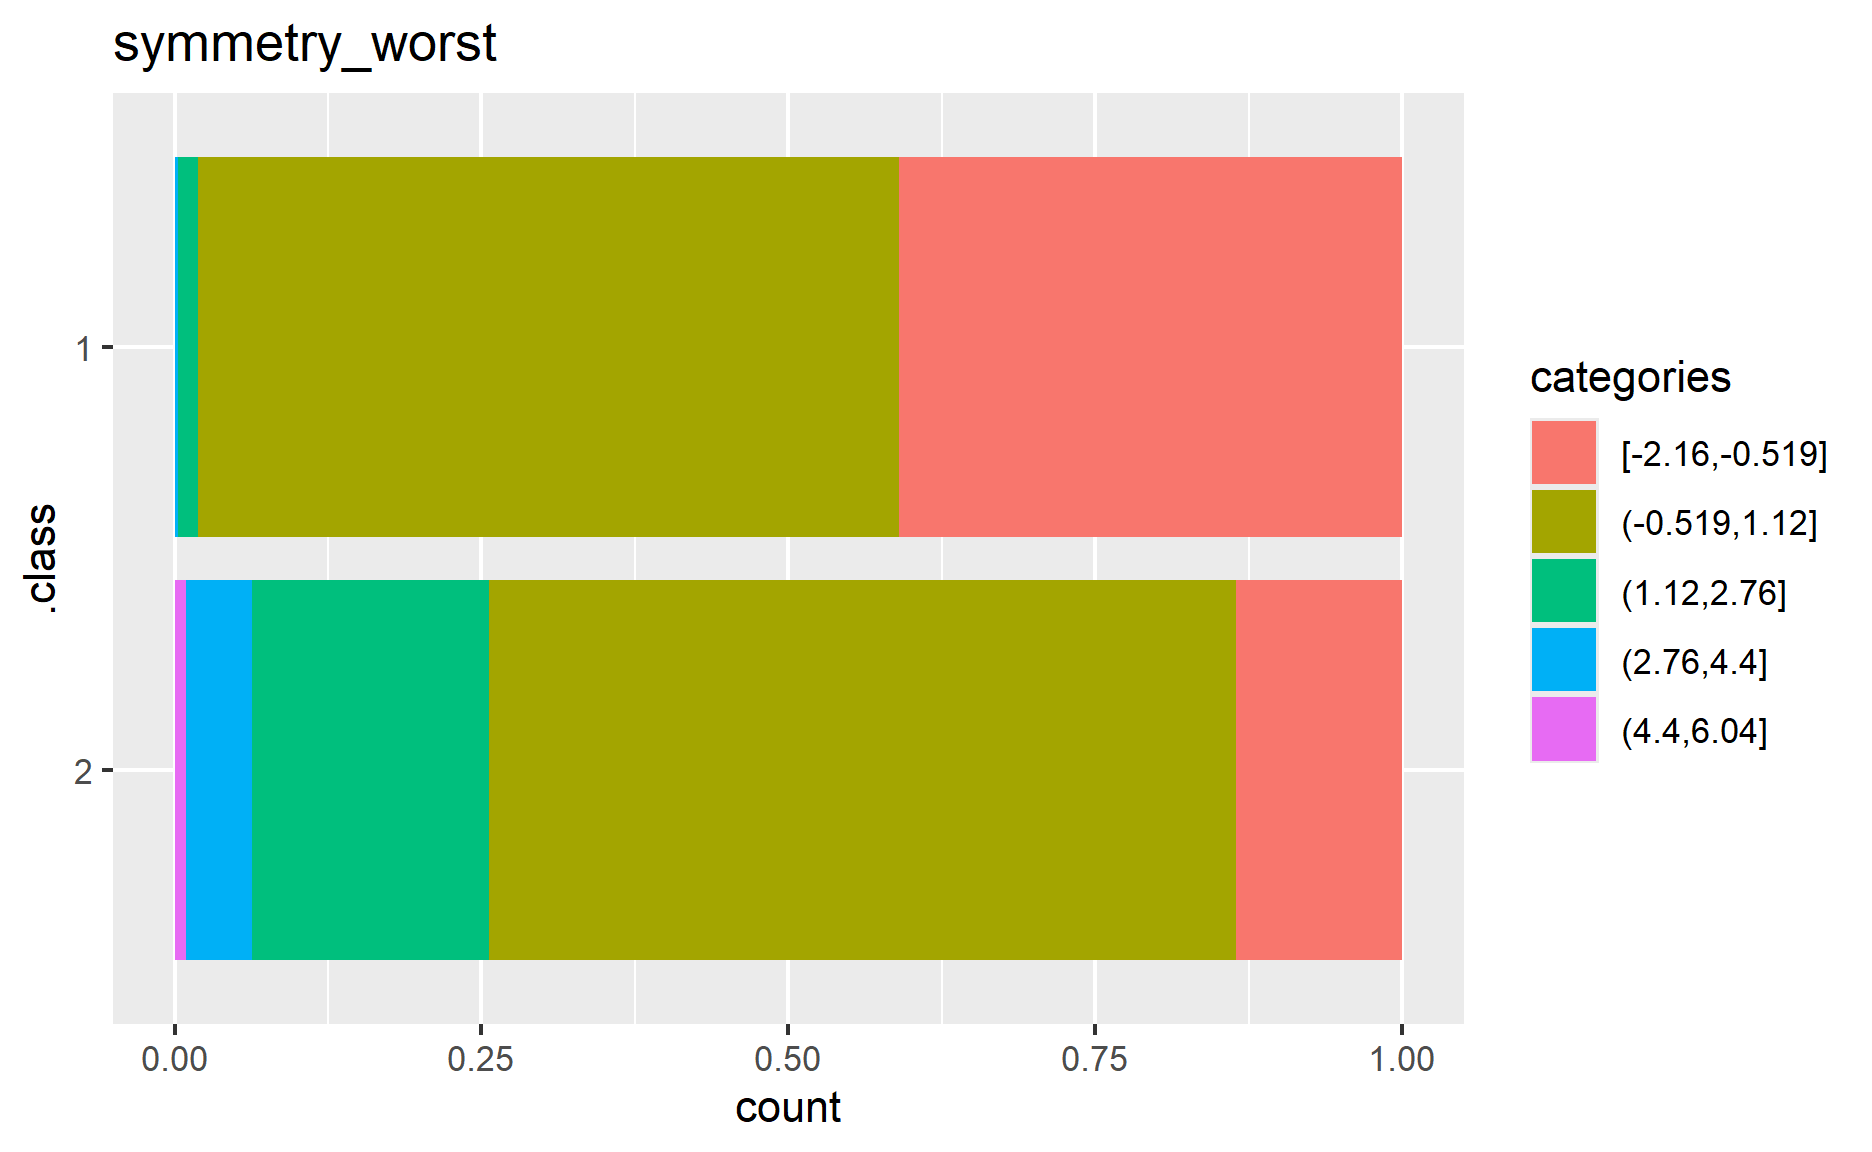 symmetry_worst
.class
1
2
0.00 0.25 0.50 0.75 1.00
count
categories
[-2.16,-0.519]
(-0.519,1.12]
(1.12,2.76]
(2.76,4.4]
(4.4,6.04]